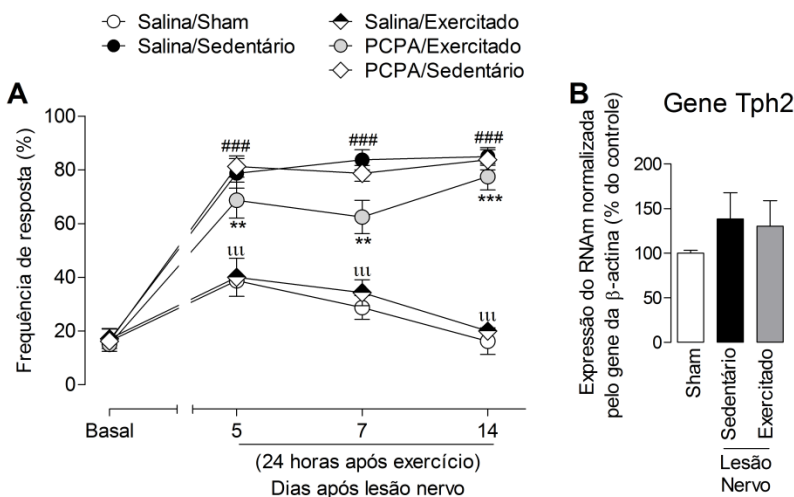 Salina/Sham
Salina/Sedentário
Salina/Exercitado
PCPA/Exercitado
PCPA/Sedentário
A
Frequência de resposta (%)
100
80
60
40
20
0
###
###
###
**
**
***
ιιι
ιιι
ιιι
Basal
5
7
14
(24 horas após exercício)
Dias após lesão nervo
B
Gene Tph2
Expressão do RNAm normalizada
pelo gene da β-actina (% do controle)
200
150
100
50
0
Sham
Sedentário
Exercitado
Lesão
Nervo